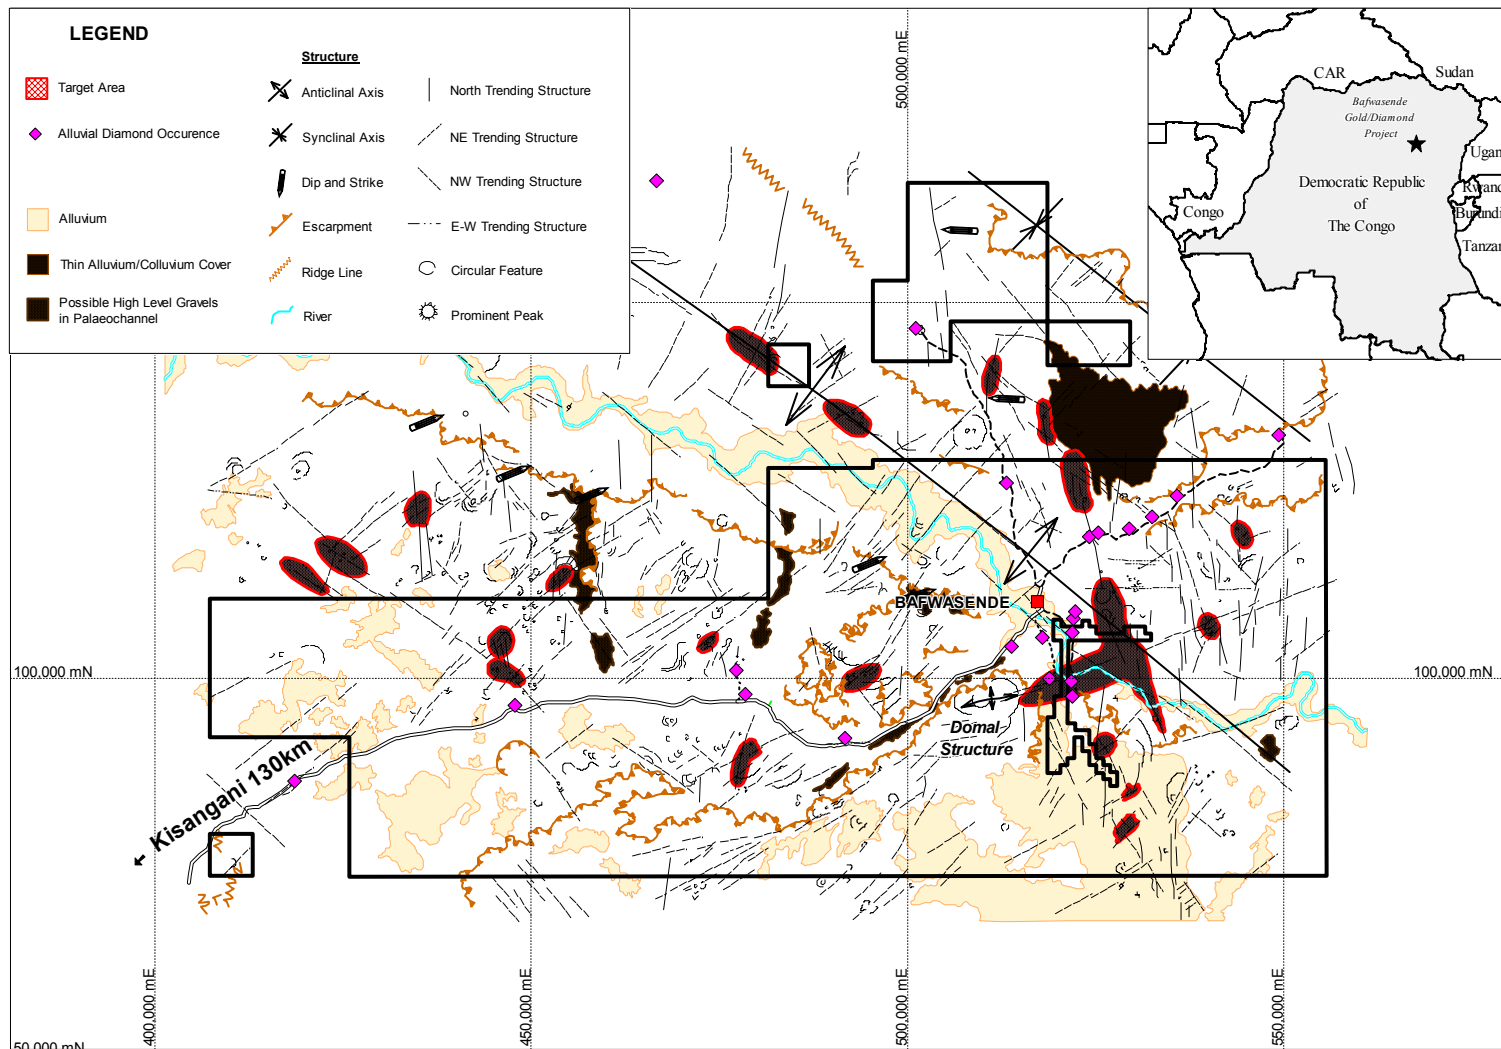 LEGEND
Structure
Target Area
Alluvial Diamond Occurence
Alluvium
Thin Alluvium/Colluvium Cover
Possible High Level Gravels
in Palaeochannel
Anticlinal Axis
Synclinal Axis
Dip and Strike
Escarpment
Ridge Line
River
North Trending Structure
NE Trending Structure
NW Trending Structure
E-W Trending Structure
Circular Feature
Prominent Peak
500,000 mE
CAR
Sudan
Bafwasende
Gold/Diamond
Project
Ugan
Rwand
Burundi
Tanzan
Democratic Republic
of
The Congo
Congo
BAFWASENDE
100,000 mN
100,000 mN
Domal
Structure
Kisangani 130km
400,000 mE
450,000 mE
500,000 mE
550,000 mE
50,000 mN